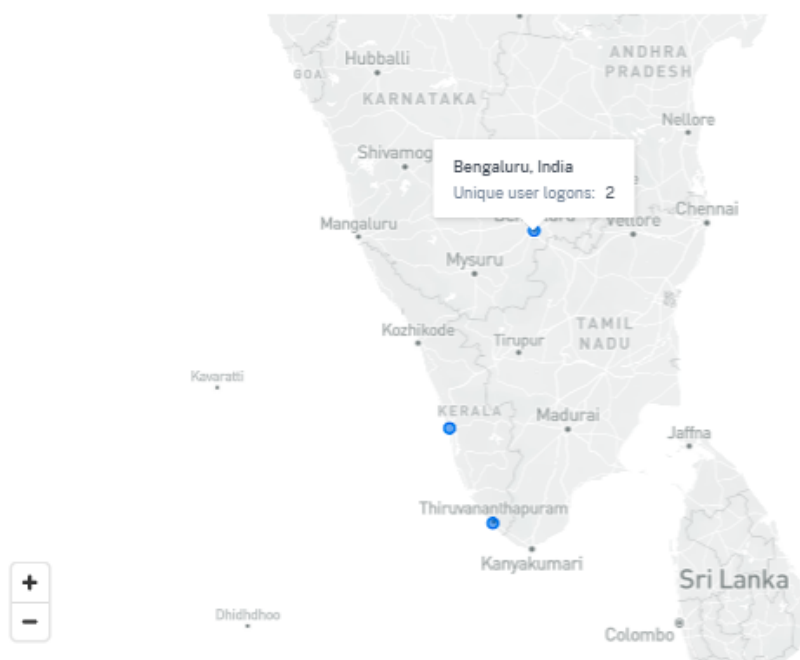 Hubballi
ANDHRA
PRADESH
GOA
KARNATAKA
Nellore
Shivamog
Bengaluru, India
Unique user logons: 2
Chennai
Vellore
Mangaluru
Mysuru
Kozhikode
Tirupur
TAMIL
NADU
Kavaratti
KERALA
Madurai
Jaffna
Thiruvananthapuram
Kanyakumari
+
Sri Lanka
−
Dhidhdhoo
Colombo